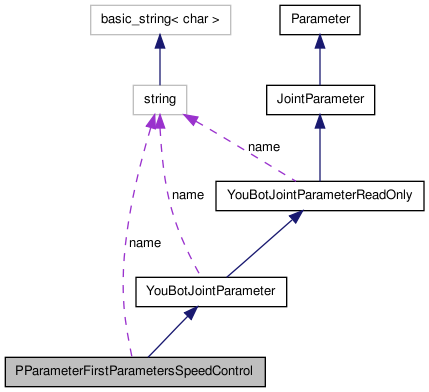 basic_string< char >
Parameter
string
JointParameter
name
YouBotJointParameterReadOnly
name
name
YouBotJointParameter
PParameterFirstParametersSpeedControl